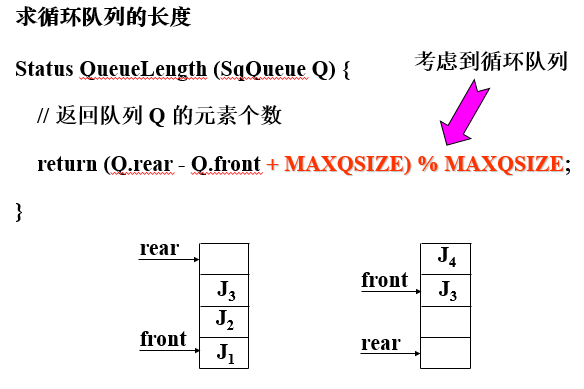 求循环队列的长度
Status QueueLength (SqQueue Q) {
考虑到循环队列
// 返回队列 Q 的元素个数
return (Q.rear - Q.front + MAXQSIZE) % MAXQSIZE;
}
rear
J3
J2
front
J1
J4
front
J3
rear